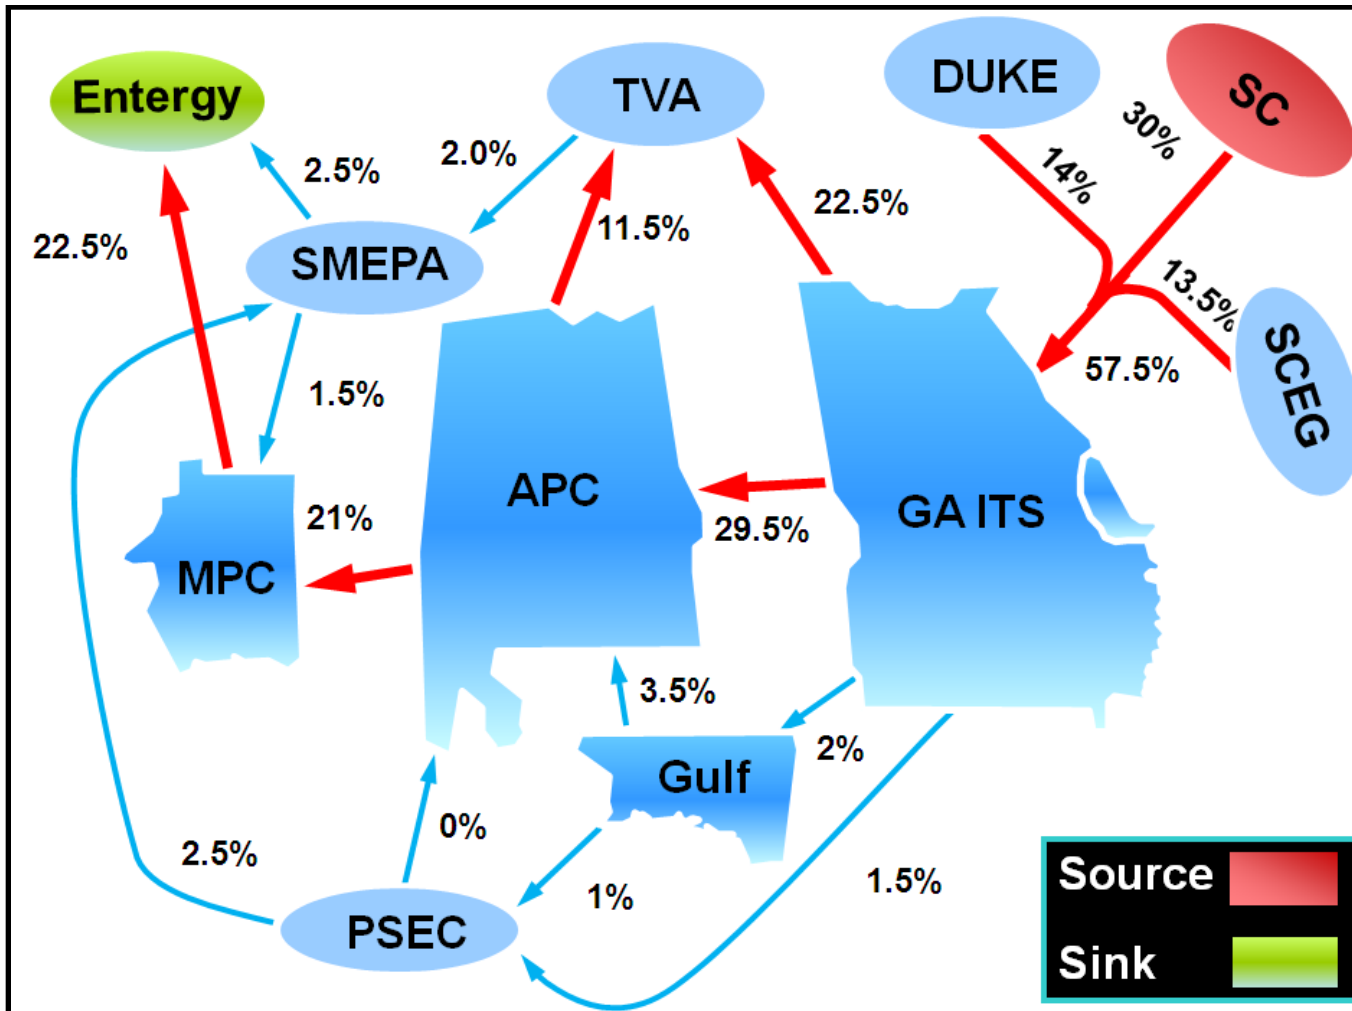 Entergy
TVA
DUKE
SC
30%
14%
2.5%
2.0%
22.5%
11.5%
22.5%
SMEPA
13.5%
57.5%
SCEG
1.5%
APC
GA ITS
21%
29.5%
MPC
3.5%
2%
Gulf
0%
2.5%
1%
1.5%
PSEC
Source
Sink